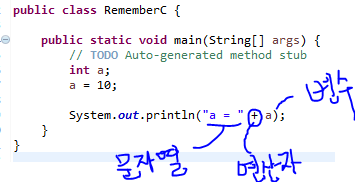 public class RememberC {
public static void main(String[] args) {
// TODO Auto-generated method stub
int a;
a = 10;
변수
System.out.println("a = " + a);
}
문자열 연산자
}